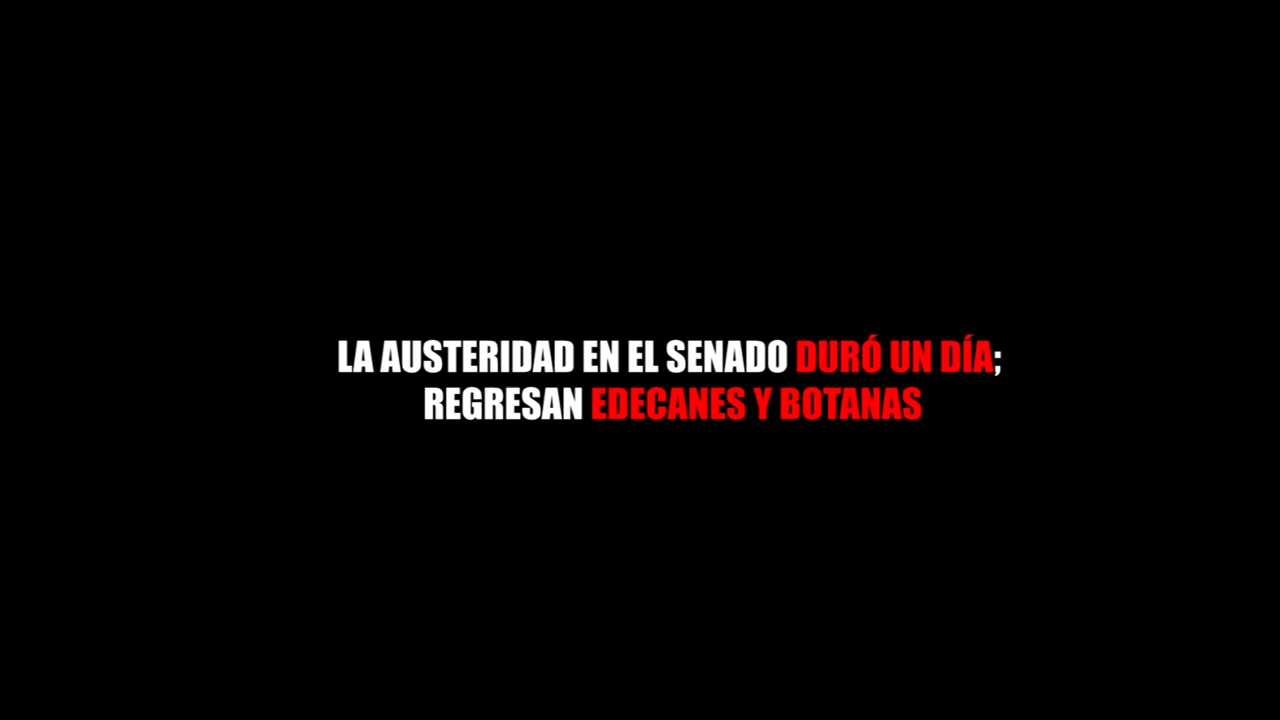 LA AUSTERIDAD EN EL SENADO DURÓ UN DÍA;
REGRESAN EDECANES Y BOTANAS